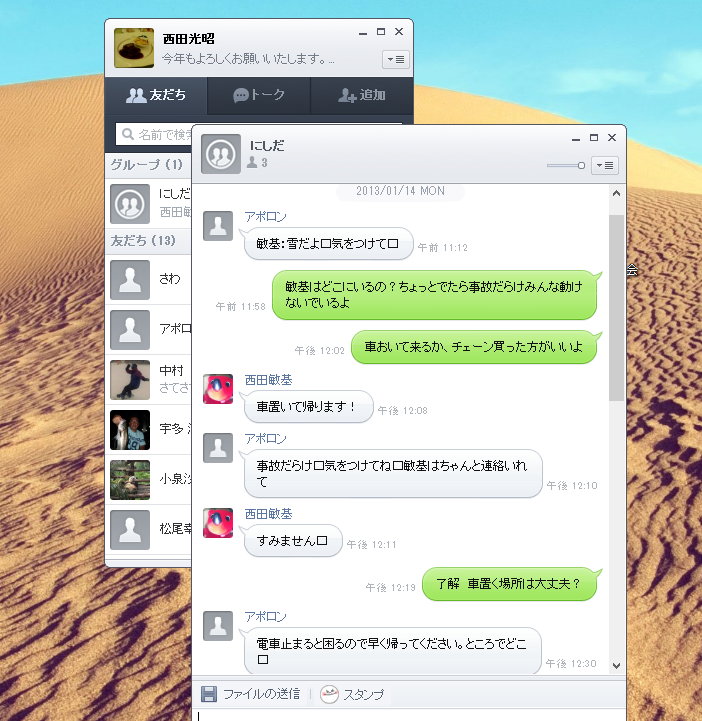 西田光昭
今年もよろしくお願いいたします。...
友だち
トーク
追加
名前で検索
グループ (1)
にしだ
西田敏
友だち (13)
さわ
アポロ
中村
さてさ
宇多
小泉沙
松尾幸
にしだ
3
2013/01/14 MON
アポロン
敏基:雪だよ□気をつけて□
午前 11:12
敏基はどこにいるの?ちょっとでたら事故だらけみんな動け
ないでいるよ
午前 11:58
車おいて来るか、チェーン買った方がいいよ
午後 12:02
西田敏基
車置いて帰ります!
午後 12:08
アポロン
事故だらけ□気をつけてね□敏基はちゃんと連絡いれ
て
午後 12:10
西田敏基
すみません□
午後 12:11
了解 車置く場所は大丈夫?
午後 12:19
アポロン
電車止まると困るので早く帰ってください。ところでどこ
□
午後 12:30
ファイルの送信
スタンプ